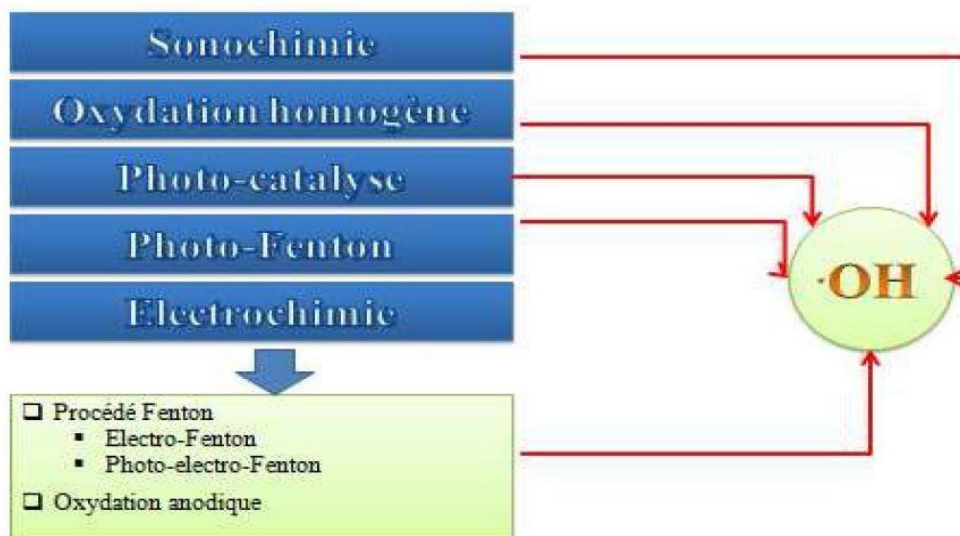 Sonochimie
Oxydation homogène
Photo-catalyse
Photo-Fenton
Electrochimie
·OH
❑ Procédé Fenton
▪ Electro-Fenton
▪ Photo-electro-Fenton
❑ Oxydation anodique